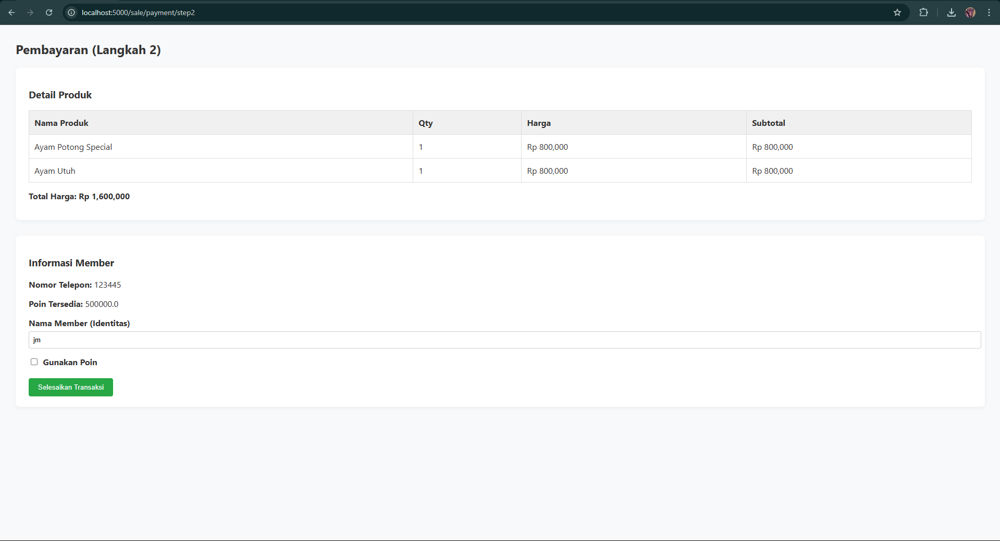 localhost:5000/sale/payment/step2
Pembayaran (Langkah 2)
Detail Produk
Nama Produk Qty Harga Subtotal
Ayam Potong Special 1 Rp 800,000 Rp 800,000
Ayam Utuh 1 Rp 800,000 Rp 800,000
Total Harga: Rp 1,600,000
Informasi Member
Nomor Telepon: 123445
Poin Tersedia: 500000.0
Nama Member (Identitas)
jm
Gunakan Poin
Selesaikan Transaksi